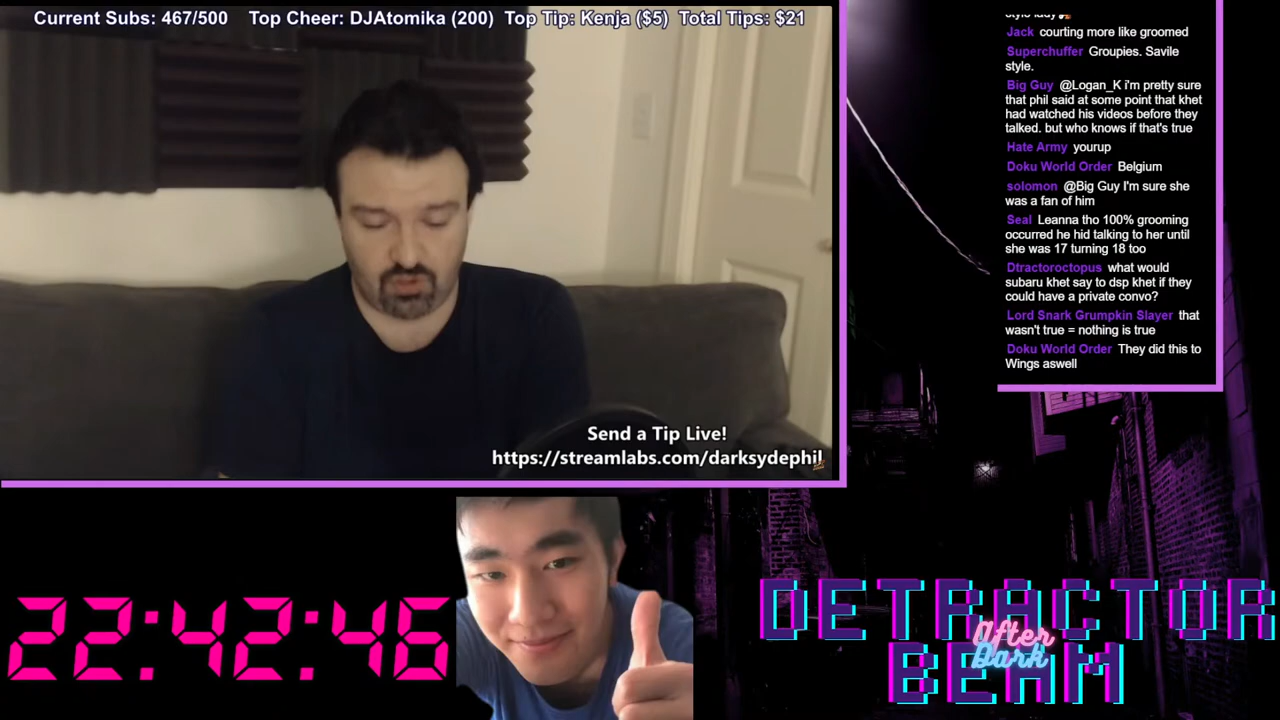 Current Subs: 467/500 Top Cheer: DJAtomika (200) Top Tip: Kenja ($5) Total Tips: $21
Send a Tip Live!
https://streamlabs.com/darksydephil
style lady
Jack courting more like groomed
Superchuffer Groupies. Savile
style.
Big Guy @Logan_K i'm pretty sure
that phil said at some point that khet
had watched his videos before they
talked. but who knows if that's true
Hate Army yourup
Doku World Order Belgium
solomon @Big Guy I'm sure she
was a fan of him
Seal Leanna tho 100% grooming
occurred he hid talking to her until
she was 17 turning 18 too
Dtractoroctopus what would
subaru khet say to dsp khet if they
could have a private convo?
Lord Snark Grumpkin Slayer that
wasn't true = nothing is true
Doku World Order They did this to
Wings aswell
22:42:46
DETRACTOR
After
Dark
BEAM